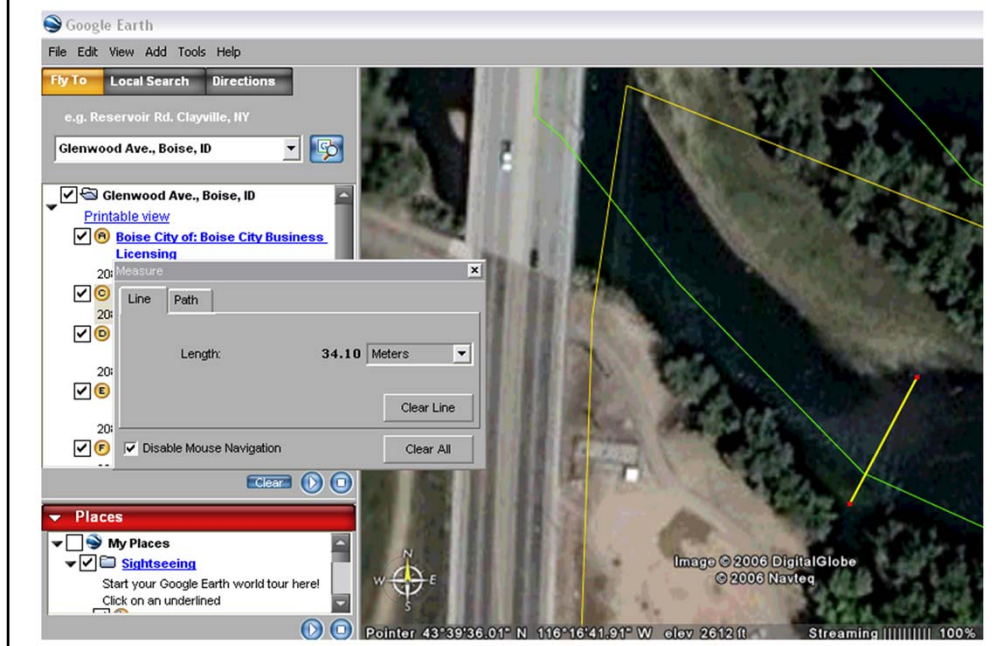 Google Earth
File Edit View Add Tools Help
Fly To Local Search Directions
e.g. Reservoir Rd. Clayville, NY
Glenwood Ave., Boise, ID
Glenwood Ave., Boise, ID
Printable view
A Boise City of: Boise City Business
Licensing
20
Measure
C
Line Path
20
D
Length: 34.10 Meters
20
E
Clear Line
20
F
Disable Mouse Navigation
Clear All
Clear
Places
My Places
Sightseeing
Start your Google Earth world tour here!
Click on an underlined
N
W E
S
Image © 2006 DigitalGlobe
© 2006 Navteq
Pointer 43°39'36.01" N 116°16'41.91" W elev 2612 ft Streaming |||||||||| 100%